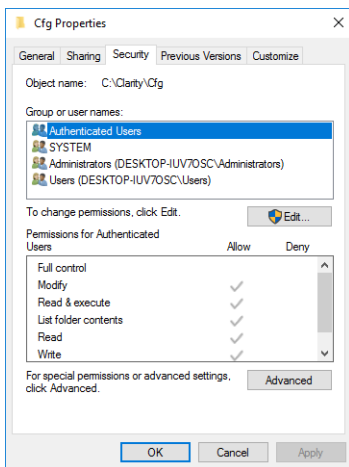 Cfg Properties
General Sharing Security Previous Versions Customize
Object name: C:\Clarity\Cfg
Group or user names:
Authenticated Users
SYSTEM
Administrators (DESKTOP-IUV7OSC\Administrators)
Users (DESKTOP-IUV7OSC\Users)
To change permissions, click Edit. Edit...
Permissions for Authenticated
Users Allow Deny
Full control
Modify
Read & execute
List folder contents
Read
Write
For special permissions or advanced settings,
click Advanced. Advanced
OK Cancel Apply